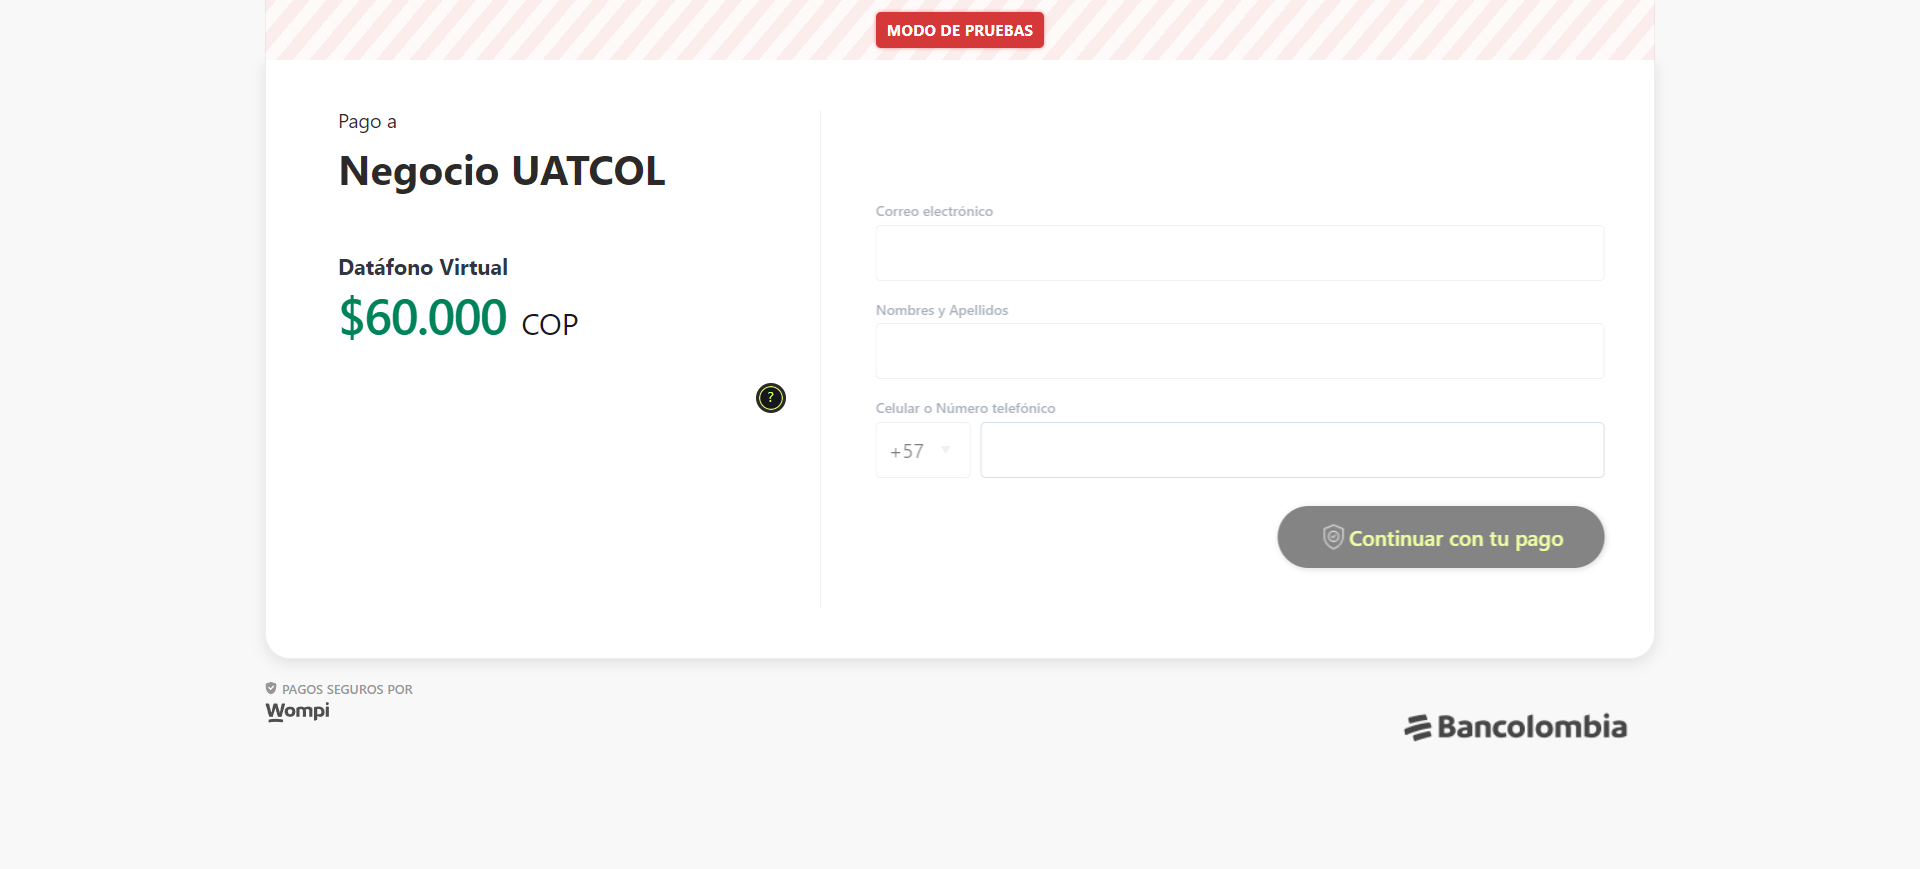 MODO DE PRUEBAS
Pago a
Negocio UATCOL
Datáfono Virtual
$60.000 COP
?
Correo electrónico
Nombres y Apellidos
Celular o Número telefónico
+57
Continuar con tu pago
PAGOS SEGUROS POR
Wompi
Bancolombia